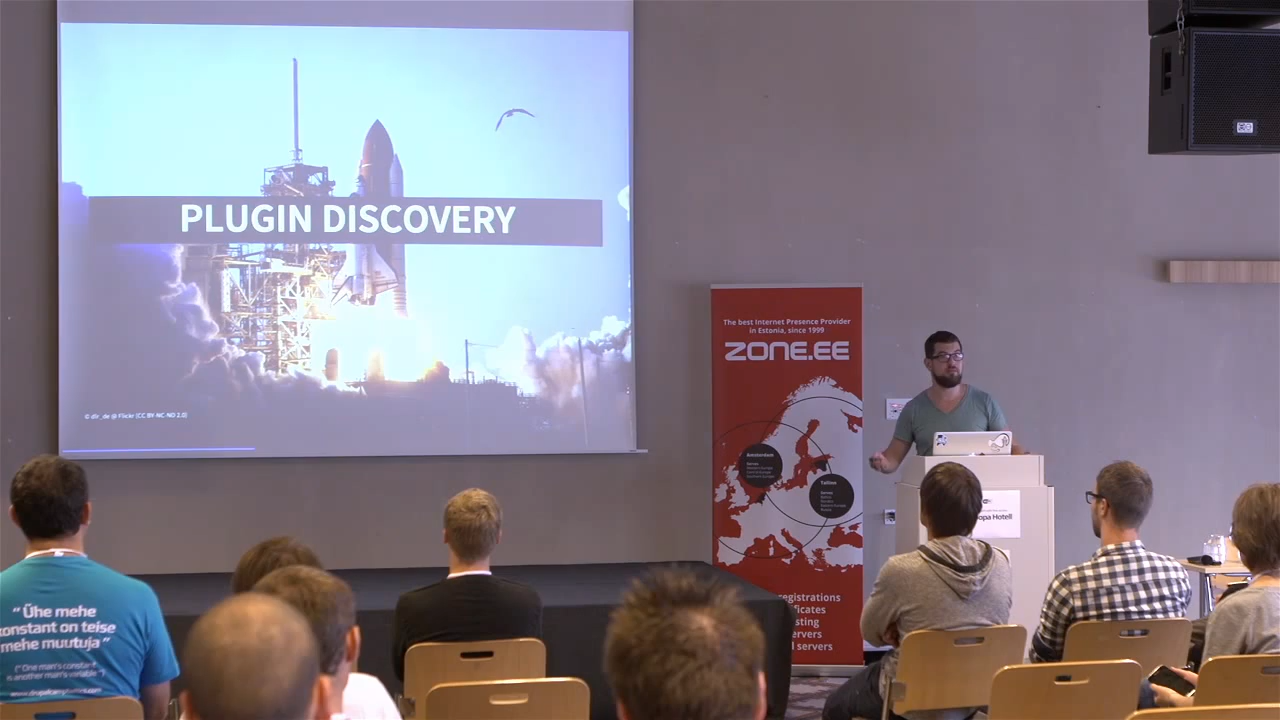 PLUGIN DISCOVERY
© dir_de @ Flickr (CC BY-NC-ND 2.0)
The best Internet Presence Provider
in Estonia, since 1999
ZONE.EE
Amsterdam
Tallinn
registrations
ficates
sting
ervers
l servers
opa Hotell
“ Ühe mehe
konstant on teise
mehe muutuja ”
(“ One man's constant
is another man's variable ”)